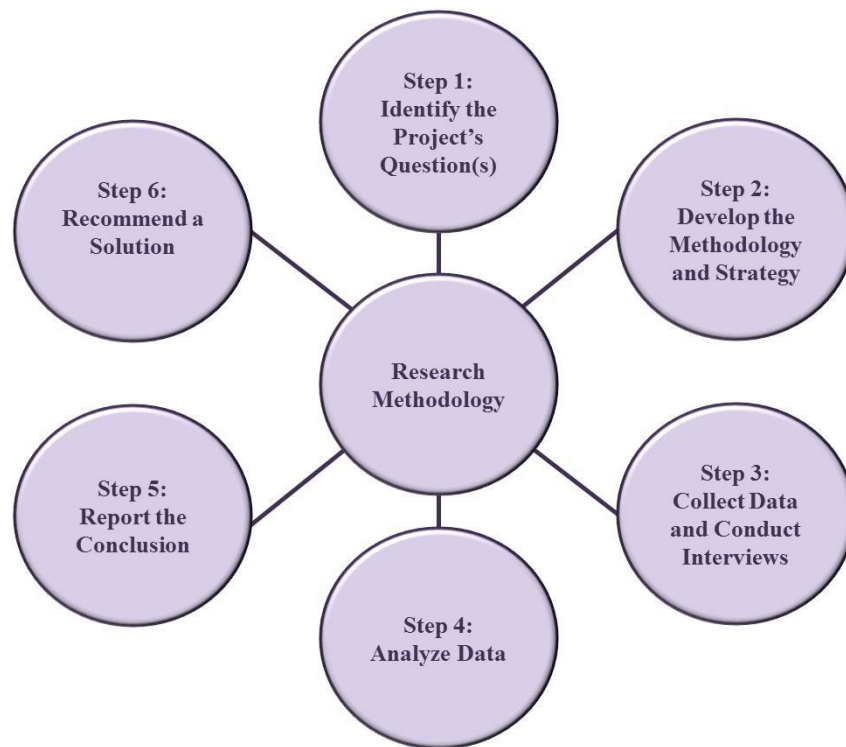 Step 1:
Identify the
Project’s
Question(s)
Step 2:
Develop the
Methodology
and Strategy
Step 3:
Collect Data
and Conduct
Interviews
Step 4:
Analyze Data
Step 5:
Report the
Conclusion
Step 6:
Recommend a
Solution
Research
Methodology